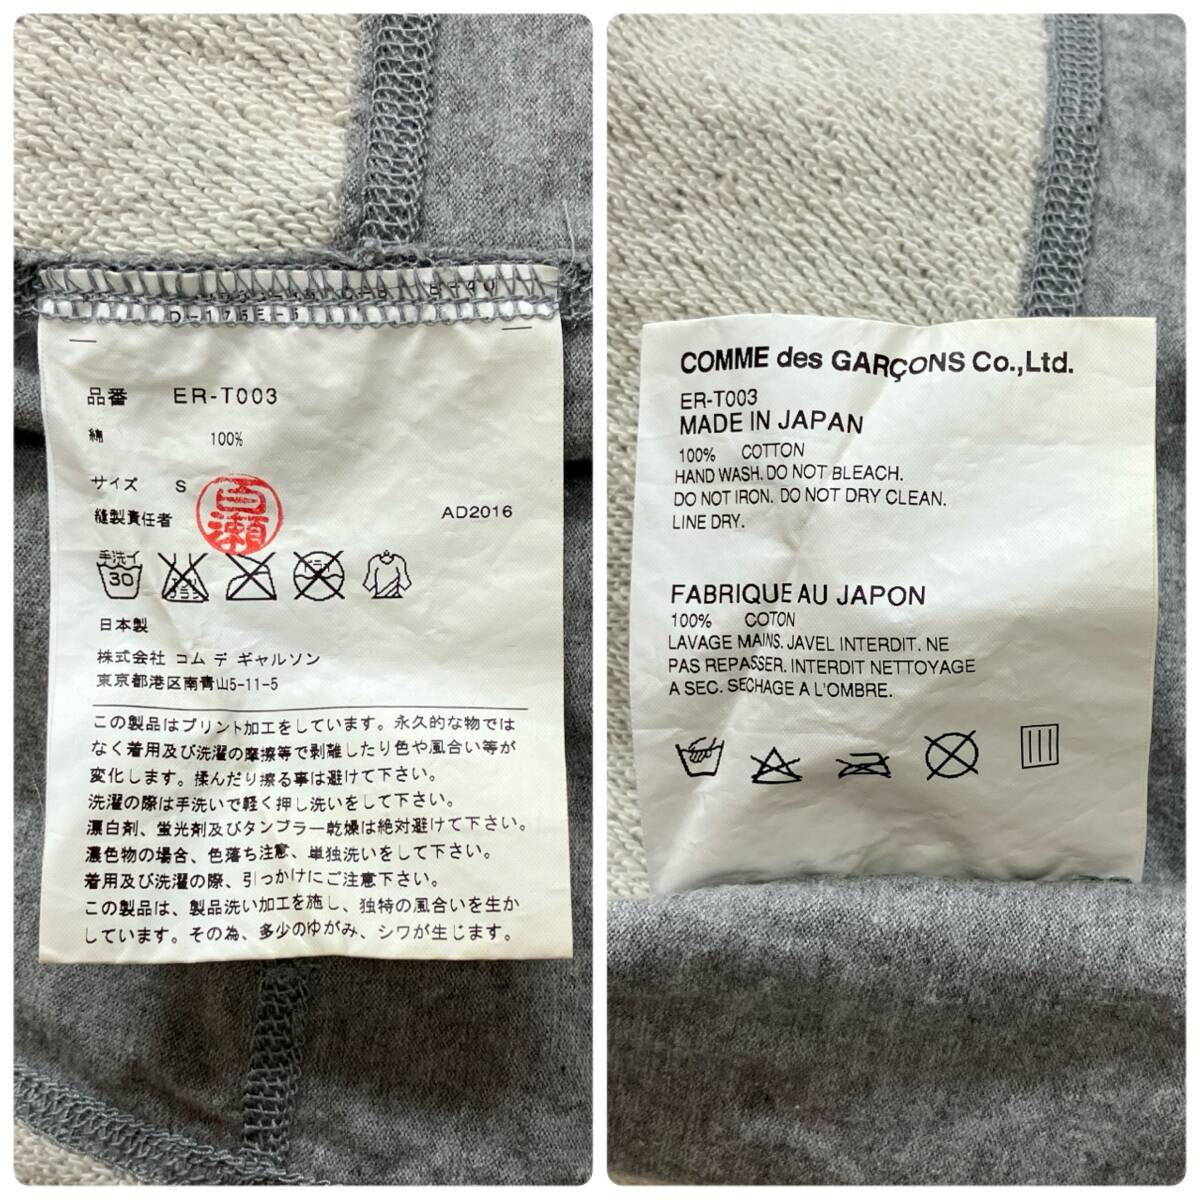 D-175E-5
品番 ER-T003
綿 100%
サイズ S
百瀬
縫製責任者 AD2016
手洗イ
30
日本製
株式会社 コム デ ギャルソン
東京都港区南青山5-11-5
この製品はプリント加工をしています。永久的な物では
なく着用及び洗濯の摩擦等で剥離したり色や風合い等が
変化します。揉んだり擦る事は避けて下さい。
洗濯の際は手洗いで軽く押し洗いをして下さい。
漂白剤、蛍光剤及びタンブラー乾燥は絶対避けて下さい。
濃色物の場合、色落ち注意、単独洗いをして下さい。
着用及び洗濯の際、引っかけにご注意下さい。
この製品は、製品洗い加工を施し、独特の風合いを生か
しています。その為、多少のゆがみ、シワが生じます。
COMME des GARÇONS Co.,Ltd.
ER-T003
MADE IN JAPAN
100% COTTON
HAND WASH. DO NOT BLEACH.
DO NOT IRON. DO NOT DRY CLEAN.
LINE DRY.
FABRIQUE AU JAPON
100% COTON
LAVAGE MAINS. JAVEL INTERDIT. NE
PAS REPASSER. INTERDIT NETTOYAGE
A SEC. SECHAGE A L'OMBRE.